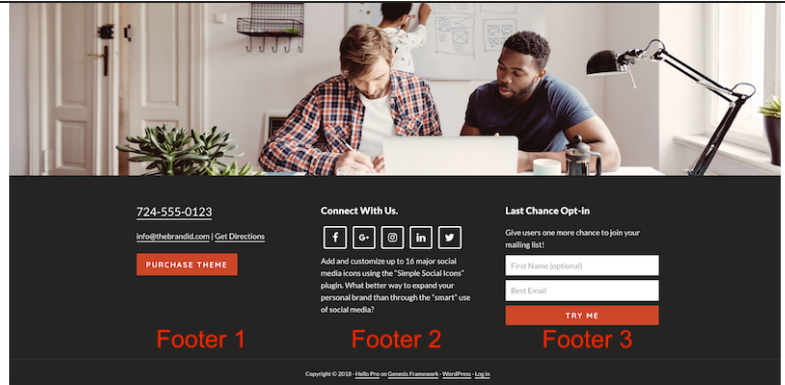 724-555-0123
info@thebrandid.com | Get Directions
PURCHASE THEME
Footer 1
Connect With Us.
f G+ in
Add and customize up to 16 major social
media icons using the "Simple Social Icons"
plugin. What better way to expand your
personal brand than through the "smart" use
of social media?
Footer 2
Last Chance Opt-in
Give users one more chance to join your
mailing list!
First Name (optional)
Best Email
TRY ME
Footer 3
Copyright © 2018 · Hello Pro on Genesis Framework · WordPress · Log in